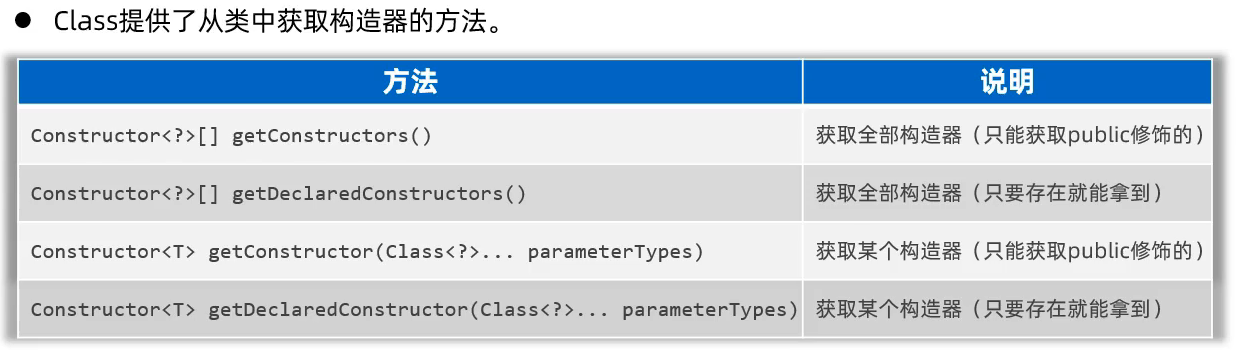 ● Class提供了从类中获取构造器的方法。
方法 说明
Constructor<?>[] getConstructors() 获取全部构造器（只能获取public修饰的）
Constructor<?>[] getDeclaredConstructors() 获取全部构造器（只要存在就能拿到）
Constructor<T> getConstructor(Class<?>... parameterTypes) 获取某个构造器（只能获取public修饰的）
Constructor<T> getDeclaredConstructor(Class<?>... parameterTypes) 获取某个构造器（只要存在就能拿到）